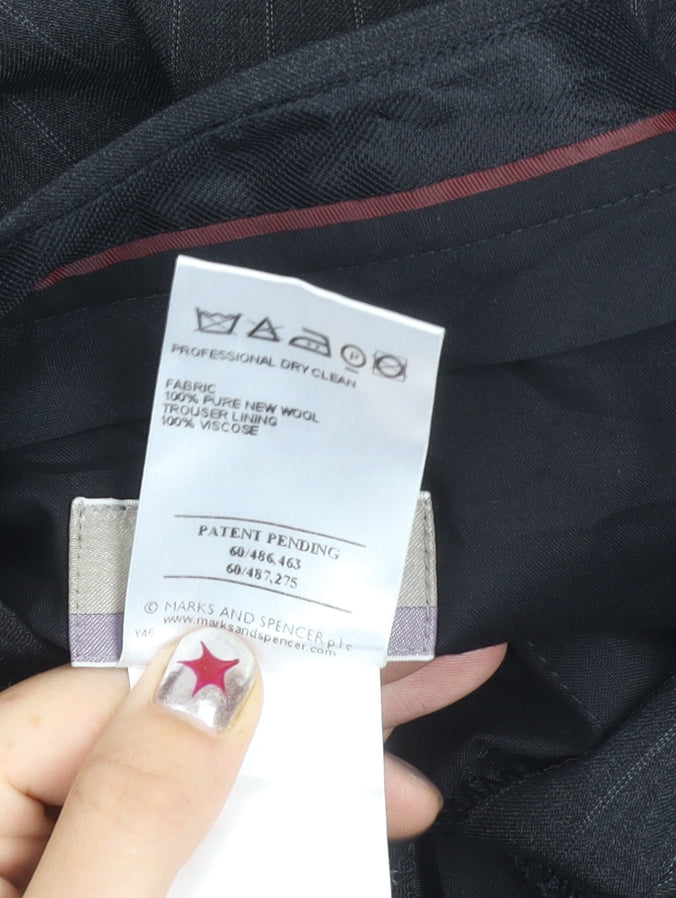 P
PROFESSIONAL DRY CLEAN
FABRIC
100% PURE NEW WOOL
TROUSER LINING
100% VISCOSE
PATENT PENDING
60/486,463
60/487,275
© MARKS AND SPENCER p.l.c
www.marksandspencer.com